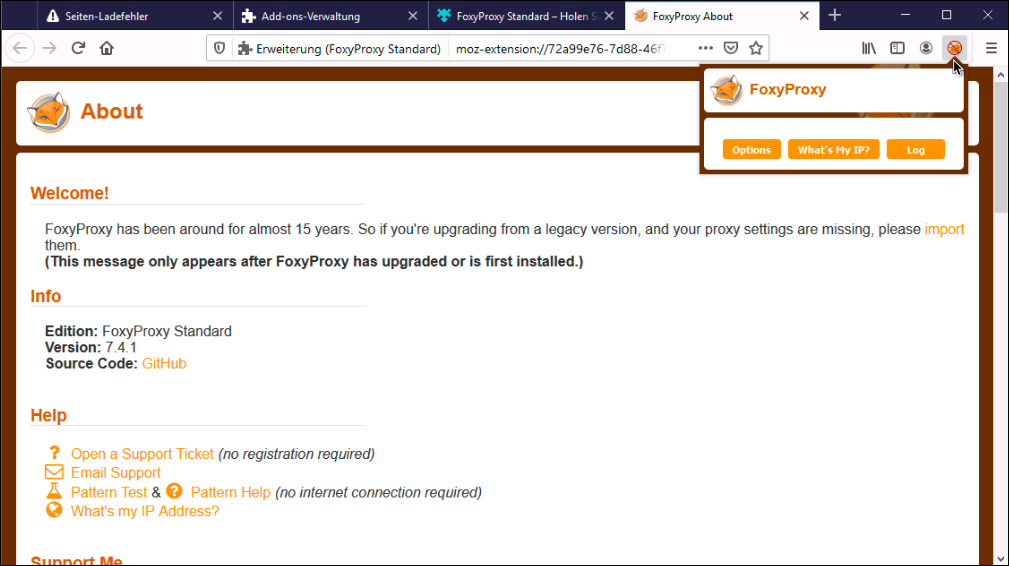 Seiten-Ladefehler
Add-ons-Verwaltung
FoxyProxy Standard – Holen S
FoxyProxy About
Erweiterung (FoxyProxy Standard)
moz-extension://72a99e76-7d88-46f7
About
FoxyProxy
Options
What's My IP?
Log
Welcome!
FoxyProxy has been around for almost 15 years. So if you're upgrading from a legacy version, and your proxy settings are missing, please import
them.
(This message only appears after FoxyProxy has upgraded or is first installed.)
Info
Edition: FoxyProxy Standard
Version: 7.4.1
Source Code: GitHub
Help
? Open a Support Ticket (no registration required)
Email Support
Pattern Test & ? Pattern Help (no internet connection required)
What's my IP Address?
Support Me